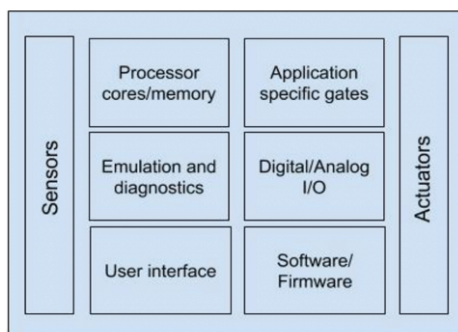 Sensors
Processor
cores/memory
Application
specific gates
Emulation and
diagnostics
Digital/Analog
I/O
User interface
Software/
Firmware
Actuators